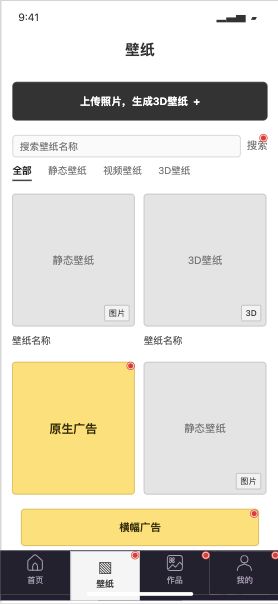 9:41
壁纸
上传照片，生成3D壁纸 +
搜索壁纸名称 搜索
全部 静态壁纸 视频壁纸 3D壁纸
静态壁纸 3D壁纸
图片 3D
壁纸名称 壁纸名称
原生广告 静态壁纸
图片
横幅广告
首页 壁纸 作品 我的